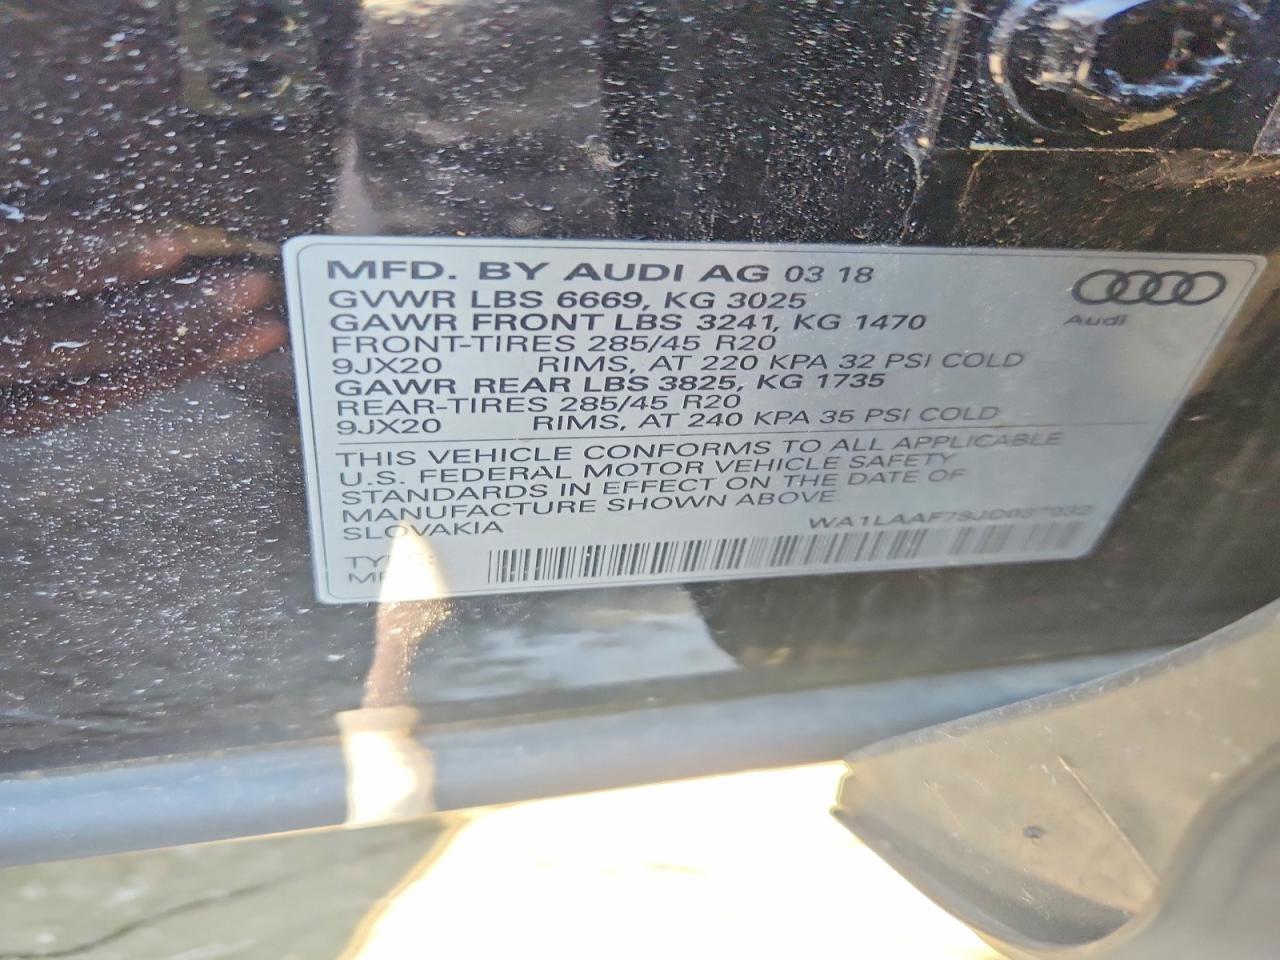 MFD. BY AUDI AG 03 18
GVWR LBS 6669, KG 3025
GAWR FRONT LBS 3241, KG 1470
FRONT-TIRES 285/45 R20
9JX20 RIMS, AT 220 KPA 32 PSI COLD
GAWR REAR LBS 3825, KG 1735
REAR-TIRES 285/45 R20
9JX20 RIMS, AT 240 KPA 35 PSI COLD
Audi
THIS VEHICLE CONFORMS TO ALL APPLICABLE
U.S. FEDERAL MOTOR VEHICLE SAFETY
STANDARDS IN EFFECT ON THE DATE OF
MANUFACTURE SHOWN ABOVE.
SLOVAKIA